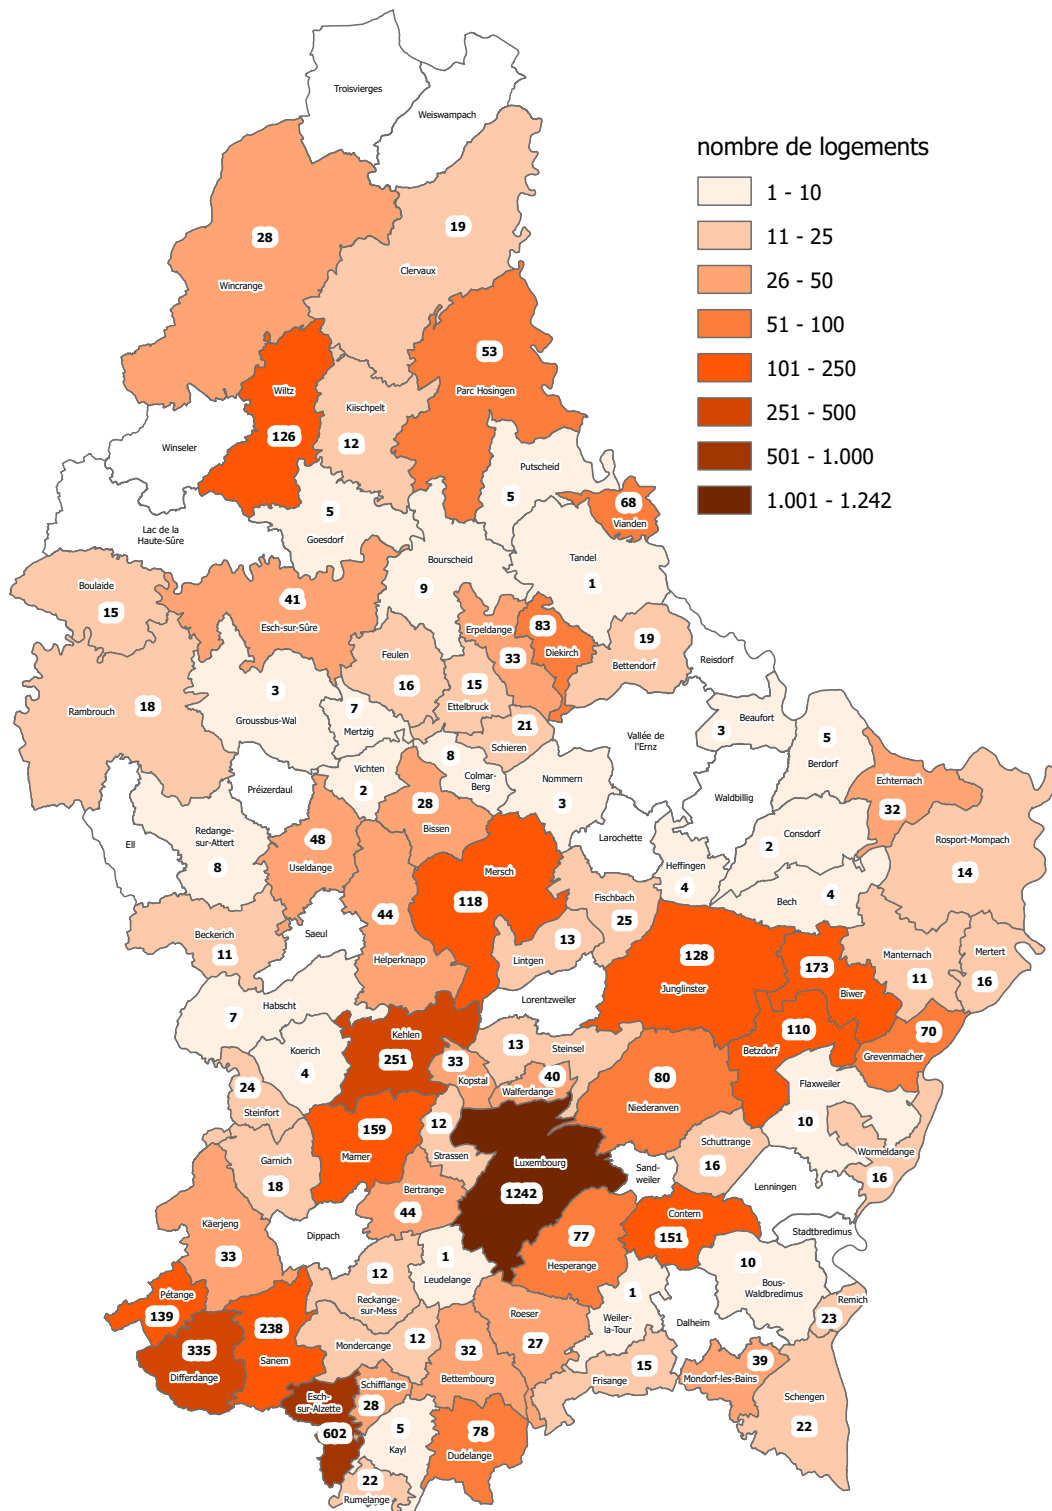 Troisvierges
Weiswampach
nombre de logements
1 - 10
11 - 25
26 - 50
51 - 100
101 - 250
251 - 500
501 - 1.000
1.001 - 1.242
19
28
Clervaux
Wincrange
53
Parc Hosingen
Wiltz
Kiischpelt
126
12
Winseler
Putscheid
5
68
Vianden
5
Goesdorf
Lac de la
Haute-Sûre
Bourscheid
9
Tandel
1
Boulaide
15
41
Esch-sur-Sûre
Erpeldange
33
83
Diekirch
19
Bettendorf
Reisdorf
Feulen
16
15
Ettelbruck
3
Groussbus-Wal
7
Mertzig
18
Rambrouch
21
Schieren
Vallée de
l'Ernz
Beaufort
3
5
Berdorf
8
Colmar-
Berg
Vichten
2
Nommern
3
Echternach
32
Préizerdaul
Waldbillig
28
Bissen
Redange-
sur-Attert
8
Ell
48
Useldange
Larochette
Consdorf
2
Rosport-Mompach
14
Heffingen
4
Mersch
118
Fischbach
25
Bech
4
44
Helperknapp
Beckerich
11
Saeul
13
Lintgen
128
Junglinster
173
Biwer
Manternach
11
Mertert
16
Habscht
7
Lorentzweiler
110
Betzdorf
70
Grevenmacher
Kehlen
251
Koerich
4
13
Steinsel
33
Kopstal
40
Walferdange
80
Niederanven
Flaxweiler
10
24
Steinfort
159
Mamer
12
Strassen
Schuttrange
16
Wormeldange
16
Garnich
18
Luxembourg
1242
Sand-
weiler
Lenningen
Bertrange
44
Contern
151
Stadtbredimus
Käerjeng
33
Dippach
77
Hesperange
1
Leudelange
10
Bous-
Waldbredimus
12
Reckange-
sur-Mess
Pétange
139
1
Weiler-
la-Tour
Remich
23
Roeser
27
Dalheim
238
Sanem
335
Differdange
12
Mondercange
32
Bettembourg
15
Frisange
39
Mondorf-les-Bains
Schengen
22
Esch-
sur-Alzette
602
Schifflange
28
5
Kayl
78
Dudelange
22
Rumelange